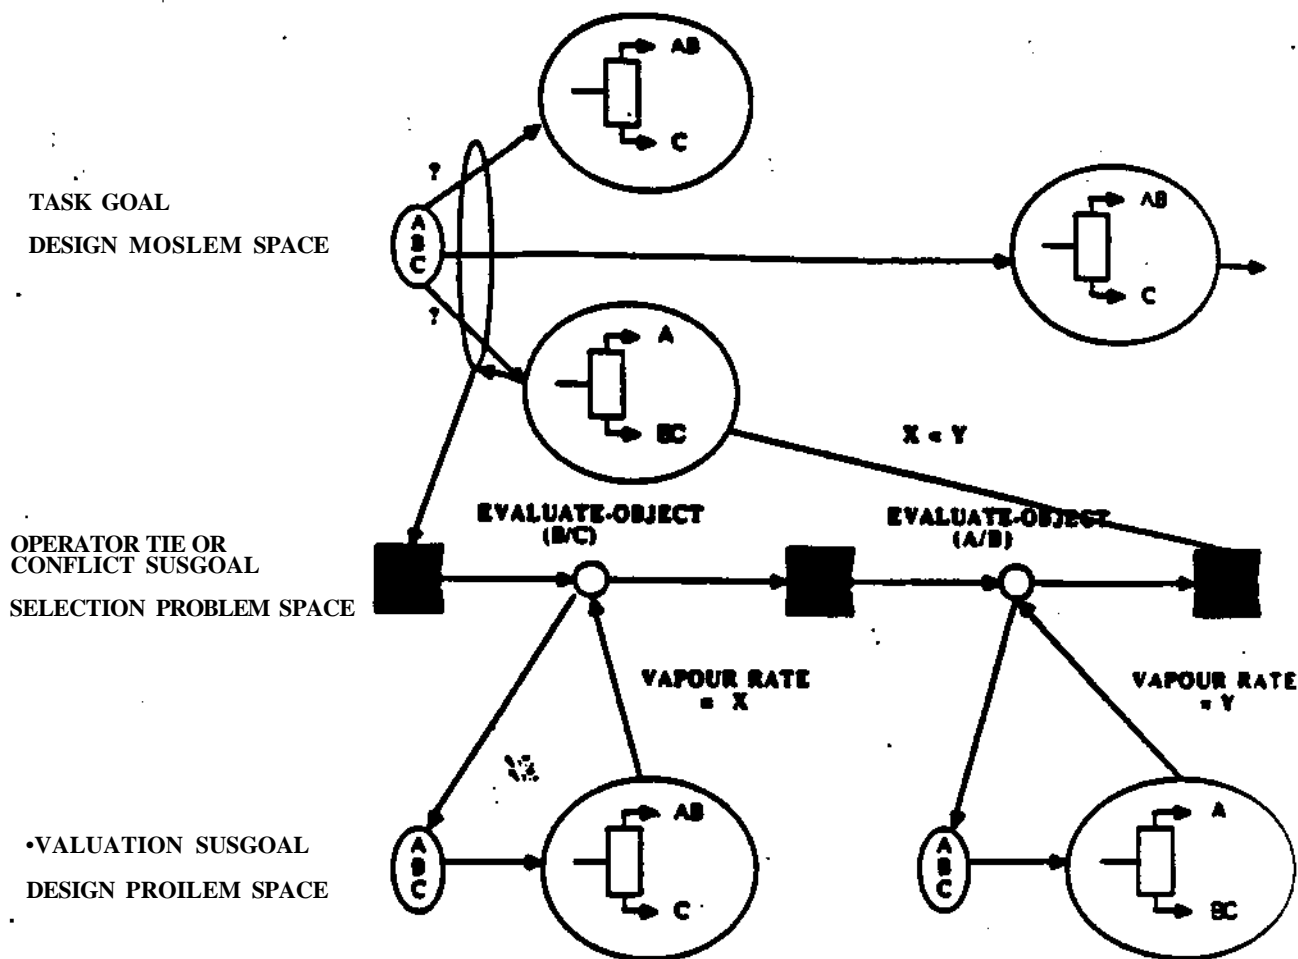 AB
C
?
TASK GOAL
DESIGN MOSLEM SPACE
A
B
C
AB
C
?
A
BC
X < Y
EVALUATE-OBJECT
(B/C)
EVALUATE-OBJECT
(A/B)
OPERATOR TIE OR
CONFLICT SUSGOAL
SELECTION PROBLEM SPACE
VAPOUR RATE
= X
VAPOUR RATE
= Y
•VALUATION SUSGOAL
DESIGN PROILEM SPACE
A
B
C
AB
C
A
B
C
A
BC